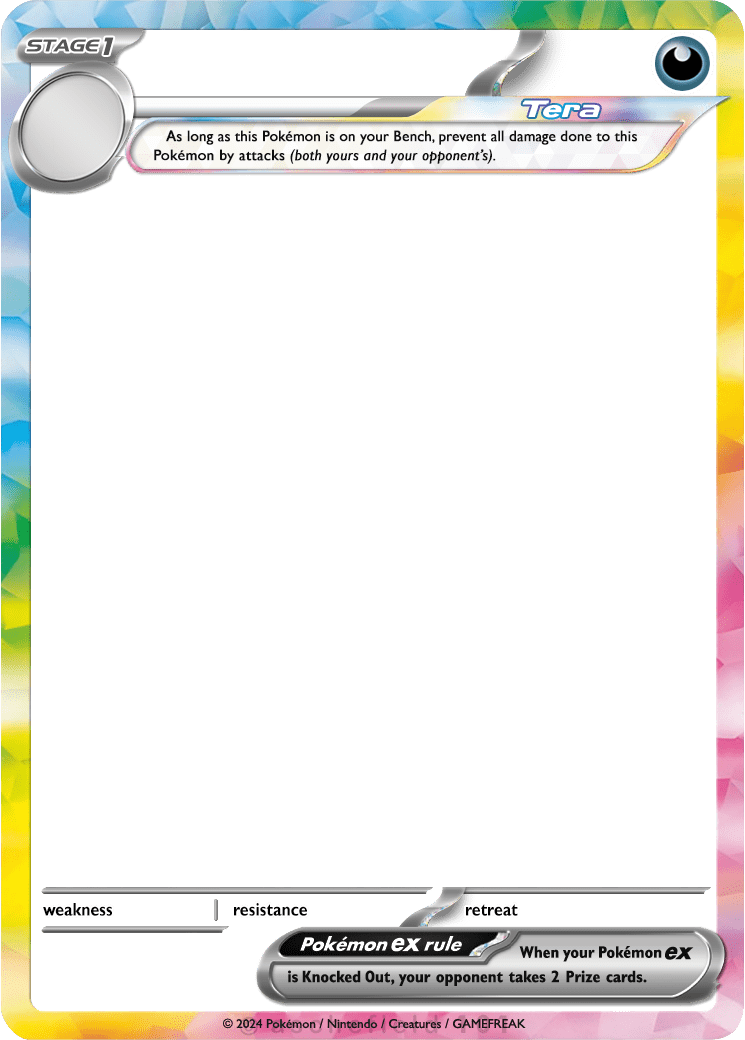 STAGE1
Tera
As long as this Pokémon is on your Bench, prevent all damage done to this
Pokémon by attacks (both yours and your opponent's).
weakness resistance retreat
Pokémon ex rule When your Pokémon ex
is Knocked Out, your opponent takes 2 Prize cards.
© 2024 Pokémon / Nintendo / Creatures / GAMEFREAK